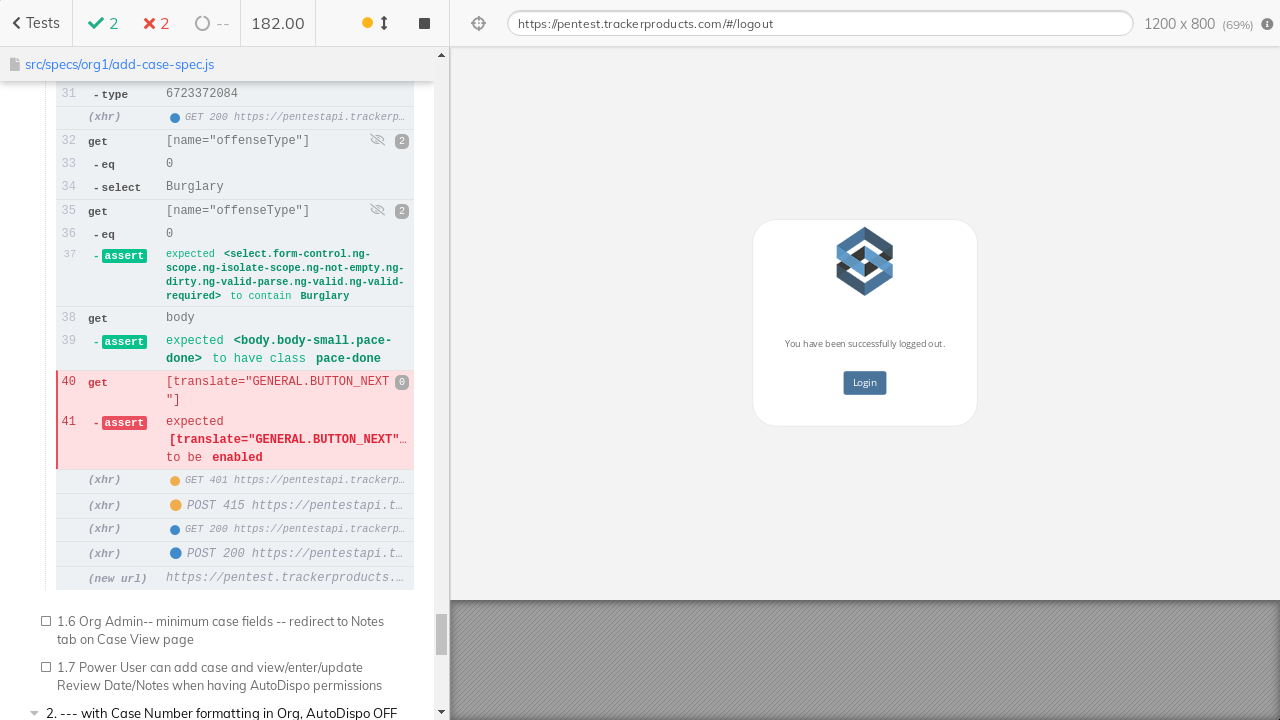 Tests
2
2
--
182.00
https://pentest.trackerproducts.com/#/logout
1200 x 800 (69%)
src/specs/org1/add-case-spec.js
31 - type 6723372084
(xhr) GET 200 https://pentestapi.trackerp…
32 get [name="offenseType"] 2
33 - eq 0
34 - select Burglary
35 get [name="offenseType"] 2
36 - eq 0
37 - assert expected <select.form-control.ng-
scope.ng-isolate-scope.ng-not-empty.ng-
dirty.ng-valid-parse.ng-valid.ng-valid-
required> to contain Burglary
38 get body
39 - assert expected <body.body-small.pace-
done> to have class pace-done
40 get [translate="GENERAL.BUTTON_NEXT 0
"]
41 - assert expected
[translate="GENERAL.BUTTON_NEXT"…
to be enabled
(xhr) GET 401 https://pentestapi.trackerp…
(xhr) POST 415 https://pentestapi.t…
(xhr) GET 200 https://pentestapi.trackerp…
(xhr) POST 200 https://pentestapi.t…
(new url) https://pentest.trackerproducts.…
1.6 Org Admin-- minimum case fields -- redirect to Notes
tab on Case View page
1.7 Power User can add case and view/enter/update
Review Date/Notes when having AutoDispo permissions
2. --- with Case Number formatting in Org, AutoDispo OFF
You have been successfully logged out.
Login